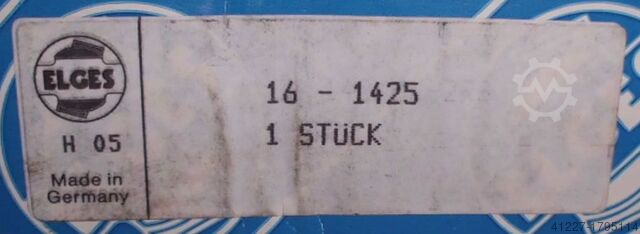 ELGES
H 05
Made in
Germany
16 - 1425
1 STÜCK
41227-1795114